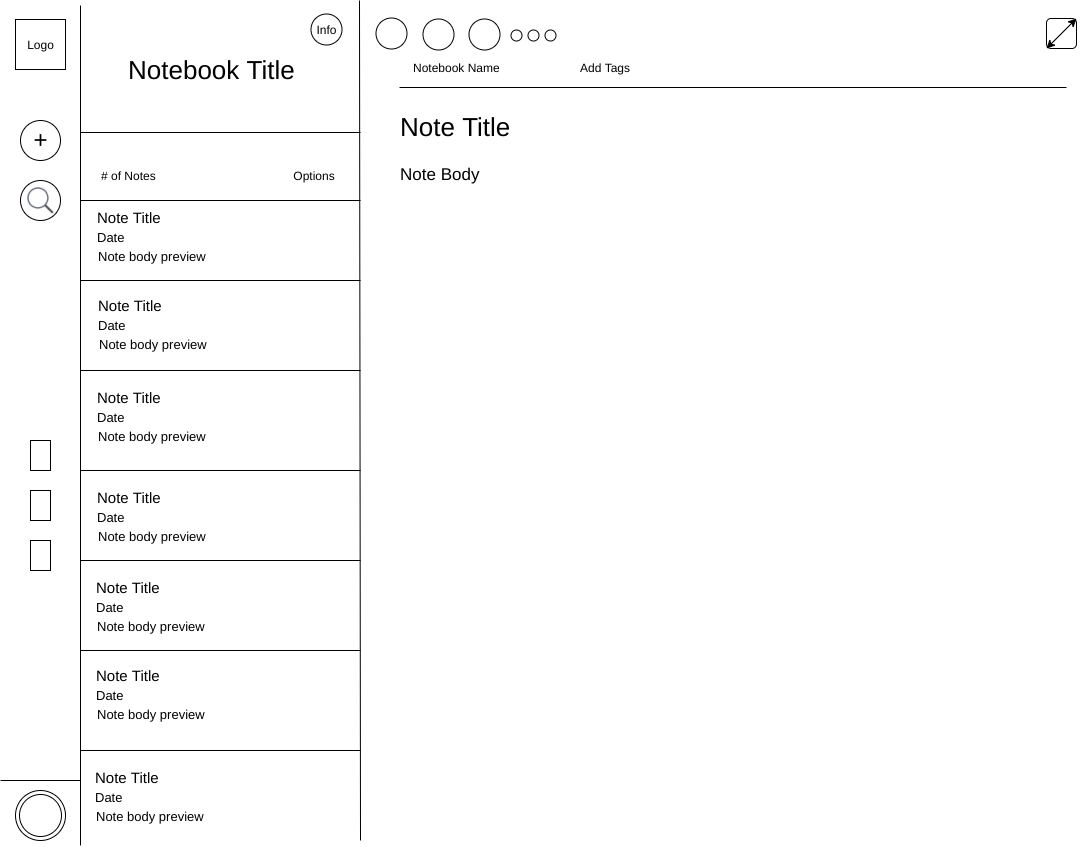 Logo
+
Info
Notebook Title
# of Notes
Options
Note Title
Date
Note body preview
Note Title
Date
Note body preview
Note Title
Date
Note body preview
Note Title
Date
Note body preview
Note Title
Date
Note body preview
Note Title
Date
Note body preview
Note Title
Date
Note body preview
Notebook Name
Add Tags
Note Title
Note Body